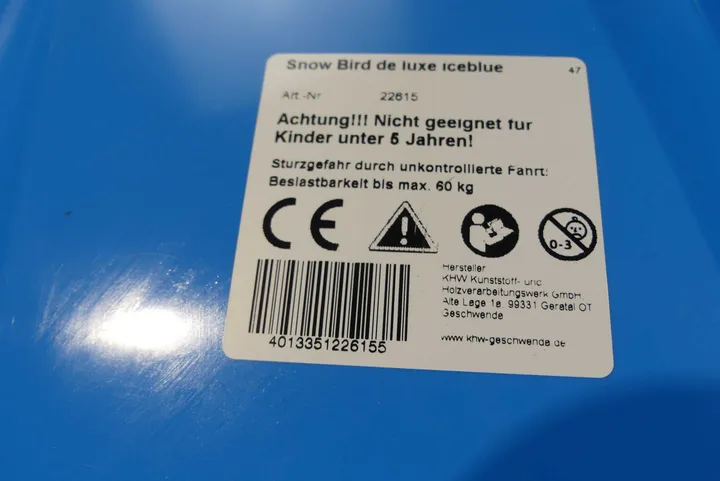 Snow Bird de luxe iceblue 47
Art.-Nr 22615
Achtung!!! Nicht geeignet für
Kinder unter 5 Jahren!
Sturzgefahr durch unkontrollierte Fahrt!
Beslastbarkeit bis max. 60 kg
CE
0-3
Hersteller
KHW Kunststoff- und
Holzverarbeitungswerk GmbH
Alte Lage 1a, 99331 Geratal OT
Geschwende
www.khw-geschwenda.de
4013351226155